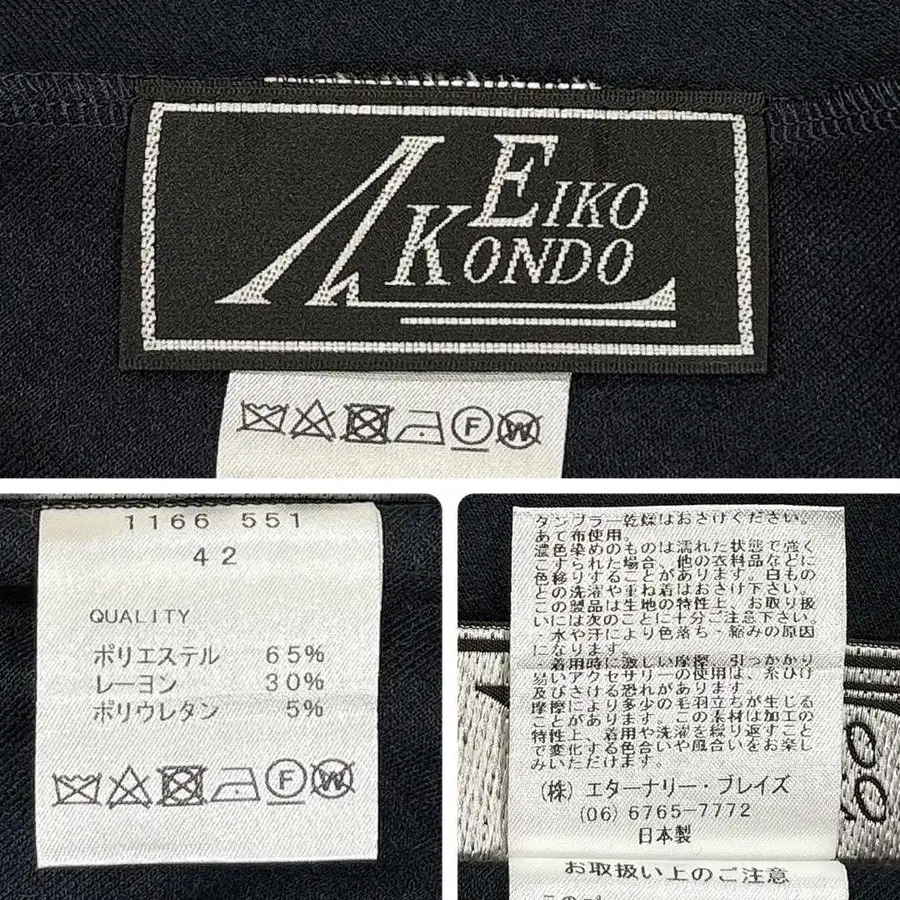 EIKO
KONDO
F W
1166 551
42
QUALITY
ポリエステル 65%
レーヨン 30%
ポリウレタン 5%
F W
タンブラー乾燥はおさけください。
あて布使用。
濃色染めのものは濡れた状態で強く
こすられた場合、他の衣料品などに
色移りすることがあります。白もの
との洗濯や重ね着はおさけ下さい。
この製品は生地の特性上、お取り扱
いには次のことに十分ご注意下さい。
・水や汗により色落ち・縮みの原因
になります。
・着用時に激しい摩擦、引っかかり
易いアクセサリーの使用は、糸ひけ
及びさける恐れがあります。
摩擦により多少の毛羽立ちが生じる
ことがあります。この素材は加工の
特性上、着用や洗濯を繰り返すこと
で変化する色合いや風合いをお楽し
みいただけます。
(株) エターナリー・ブレイズ
(06) 6765-7772
日本製
お取扱い上のご注意